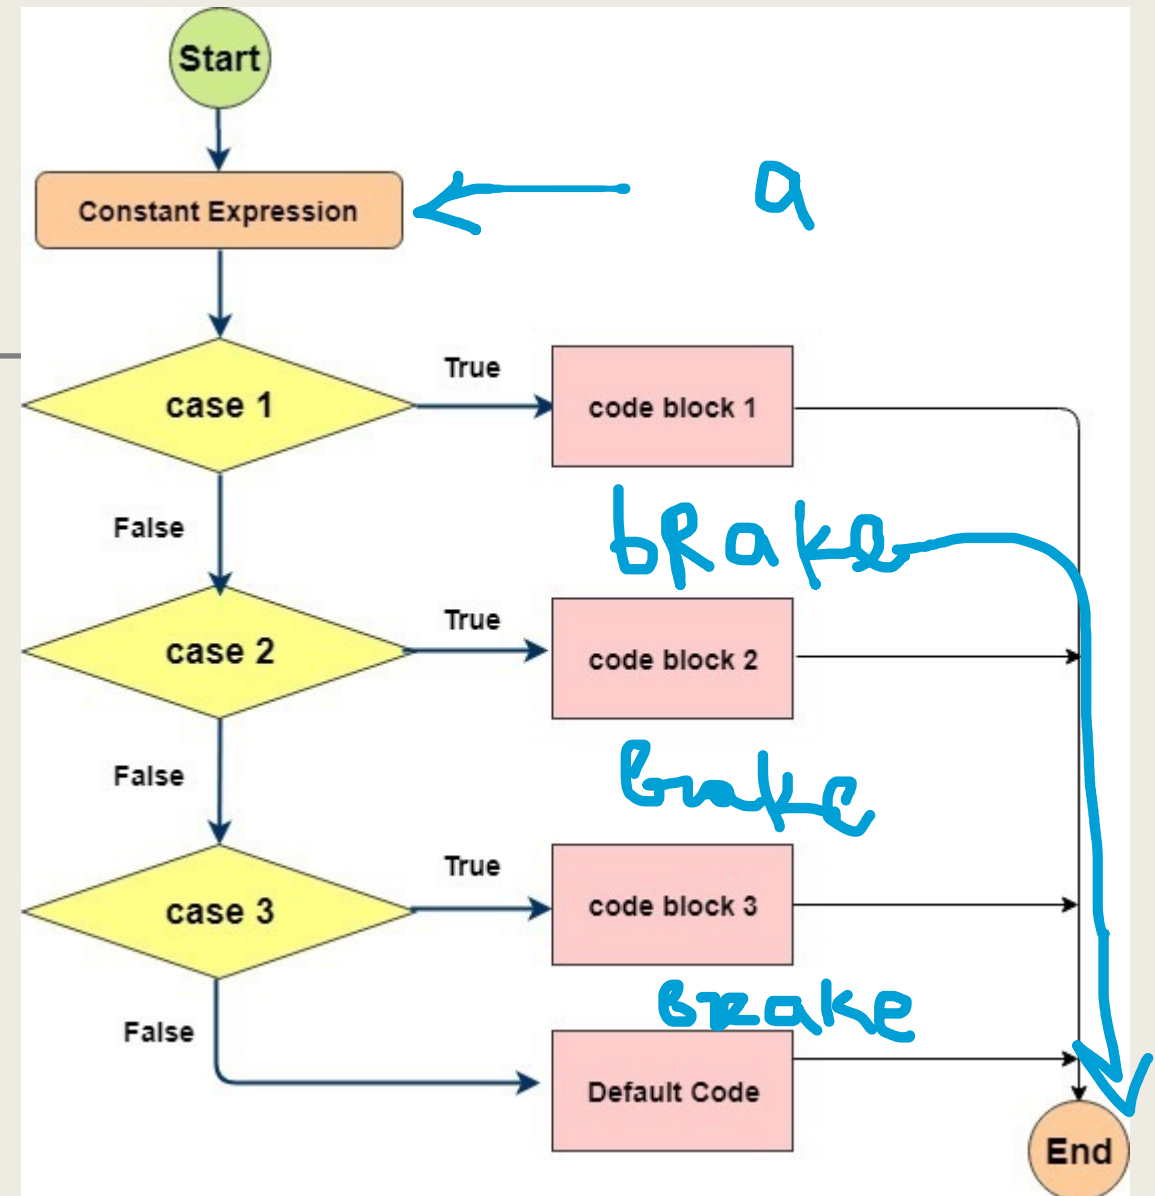 Start
Constant Expression
a
case 1
True
code block 1
False
bRake
case 2
True
code block 2
False
Brake
case 3
True
code block 3
False
BRaKe
Default Code
End